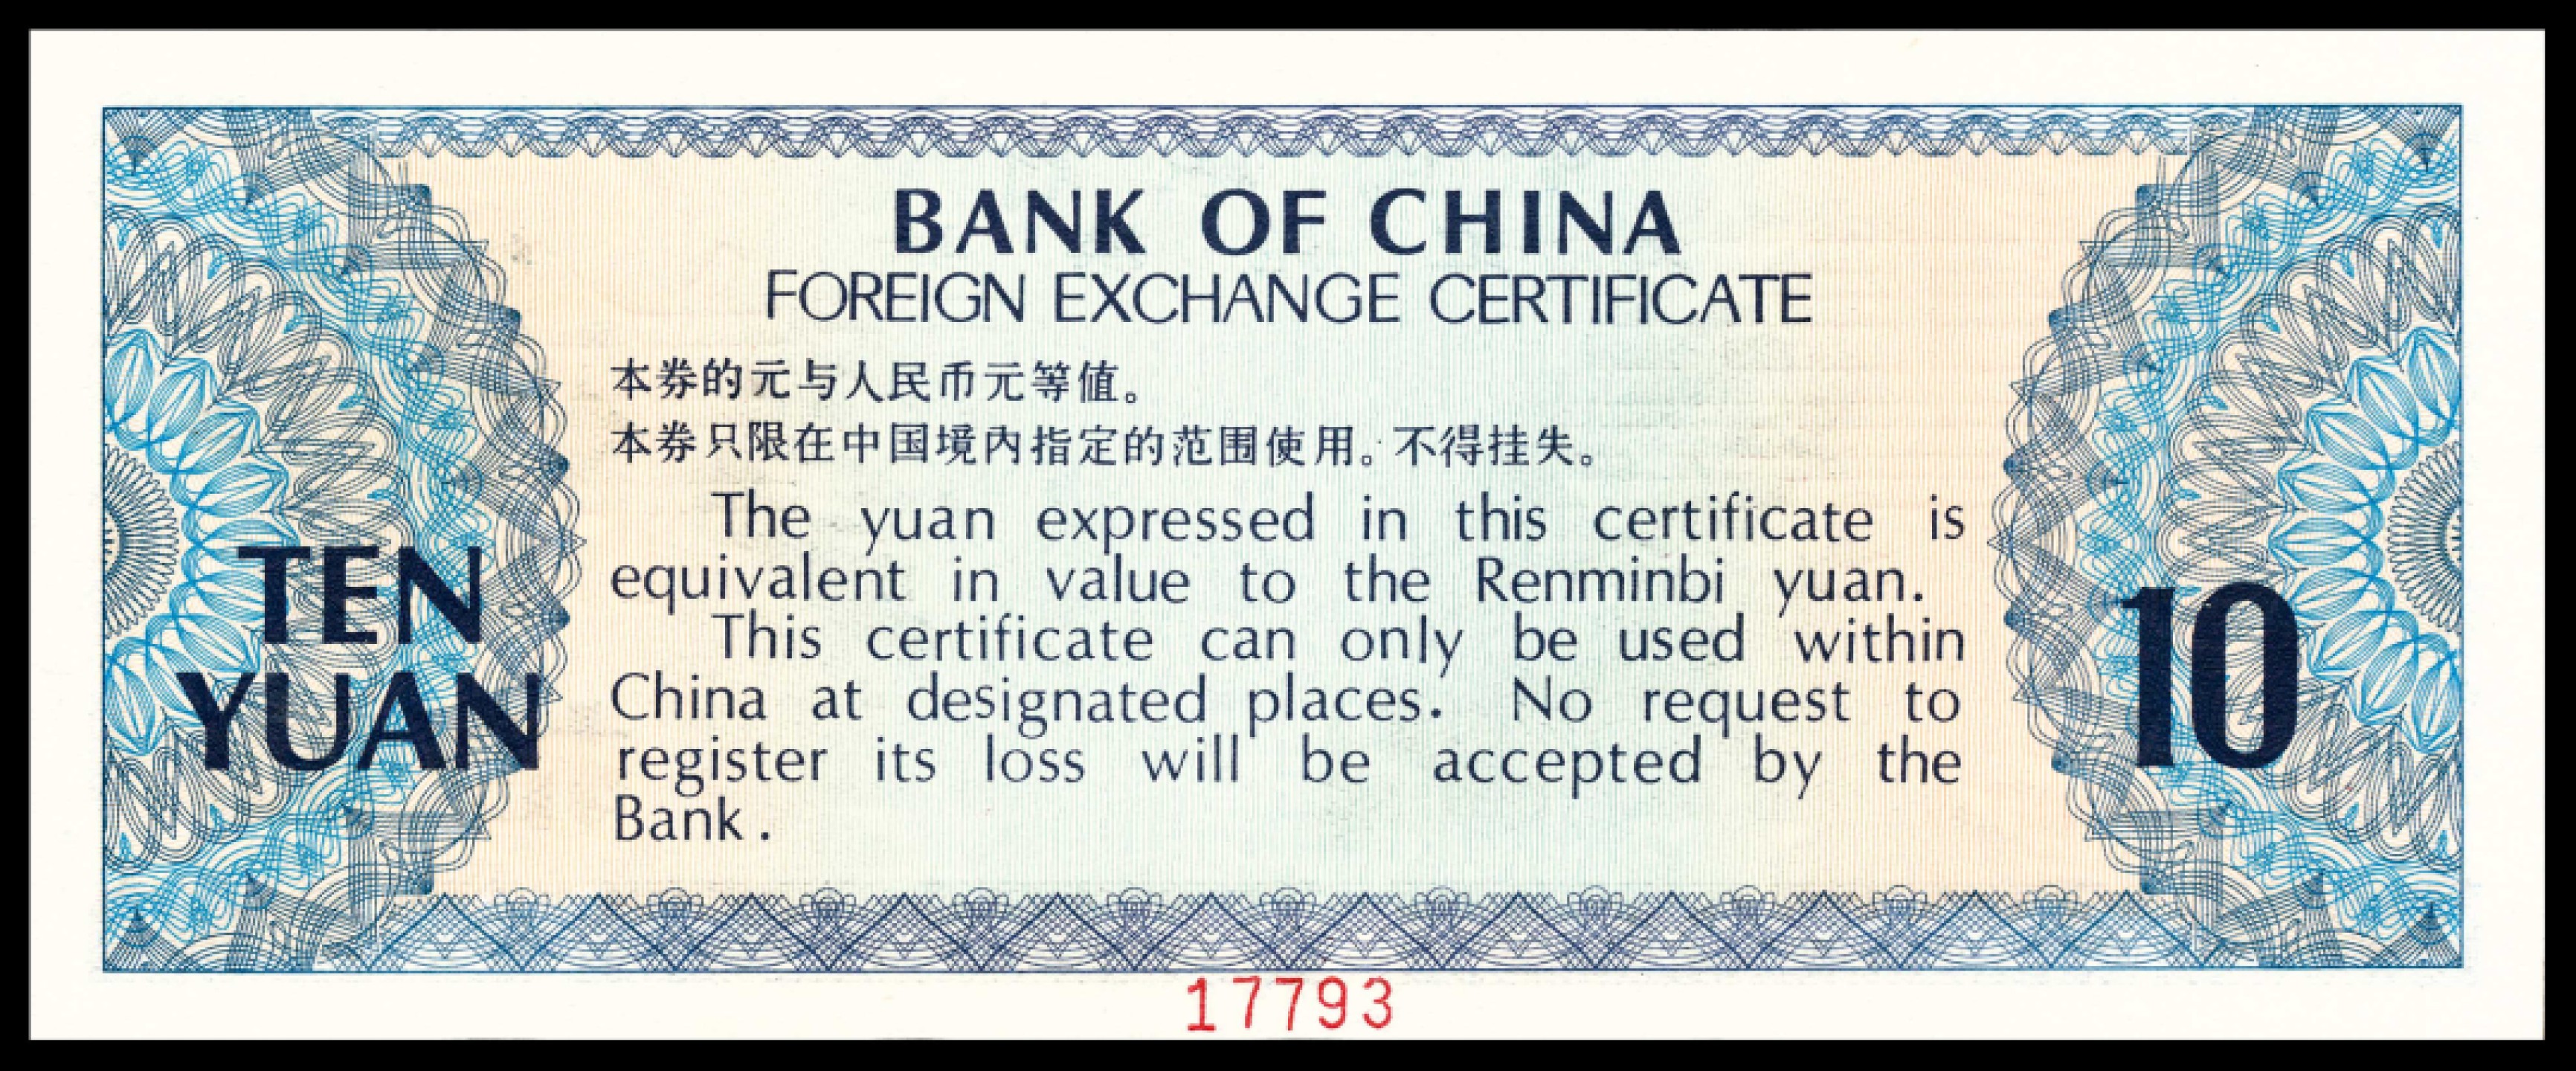 BANK OF CHINA
FOREIGN EXCHANGE CERTIFICATE
本券的元与人民币元等值。
本券只限在中国境内指定的范围使用。不得挂失。
The yuan expressed in this certificate is
equivalent in value to the Renminbi yuan.
This certificate can only be used within
China at designated places. No request to
register its loss will be accepted by the
Bank.
TEN
YUAN
10
17793